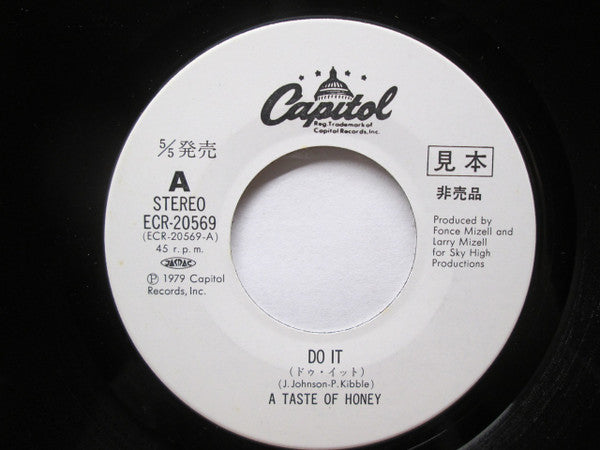 Capitol
Reg. Trademark of
Capitol Records, Inc.
5/5 発売
A
STEREO
ECR-20569
(ECR-20569-A)
45 r.p.m.
JASRAC
Ⓟ 1979 Capitol
Records, Inc.
見本
非売品
Produced by
Fonce Mizell and
Larry Mizell
for Sky High
Productions
DO IT
(ドゥ・イット)
(J. Johnson-P. Kibble)
A TASTE OF HONEY